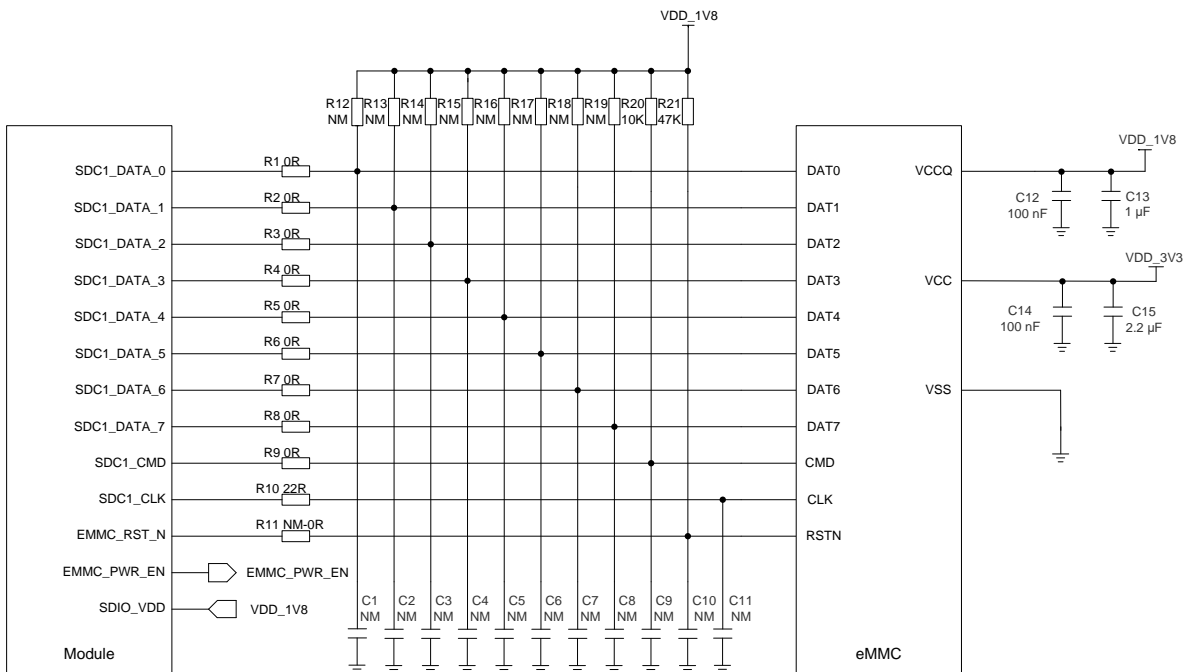 VDD_1V8
R12 R13 R14 R15 R16 R17 R18 R19 R20 R21
NM NM NM NM NM NM NM NM 10K 47K
SDC1_DATA_0 R1 0R DAT0 VCCQ VDD_1V8
C12 C13
100 nF 1 µF
SDC1_DATA_1 R2 0R DAT1
SDC1_DATA_2 R3 0R DAT2
SDC1_DATA_3 R4 0R DAT3 VCC VDD_3V3
C14 C15
100 nF 2.2 µF
SDC1_DATA_4 R5 0R DAT4
SDC1_DATA_5 R6 0R DAT5
SDC1_DATA_6 R7 0R DAT6 VSS
SDC1_DATA_7 R8 0R DAT7
SDC1_CMD R9 0R CMD
SDC1_CLK R10 22R CLK
EMMC_RST_N R11 NM-0R RSTN
EMMC_PWR_EN EMMC_PWR_EN
SDIO_VDD VDD_1V8
C1 C2 C3 C4 C5 C6 C7 C8 C9 C10 C11
NM NM NM NM NM NM NM NM NM NM NM
Module eMMC